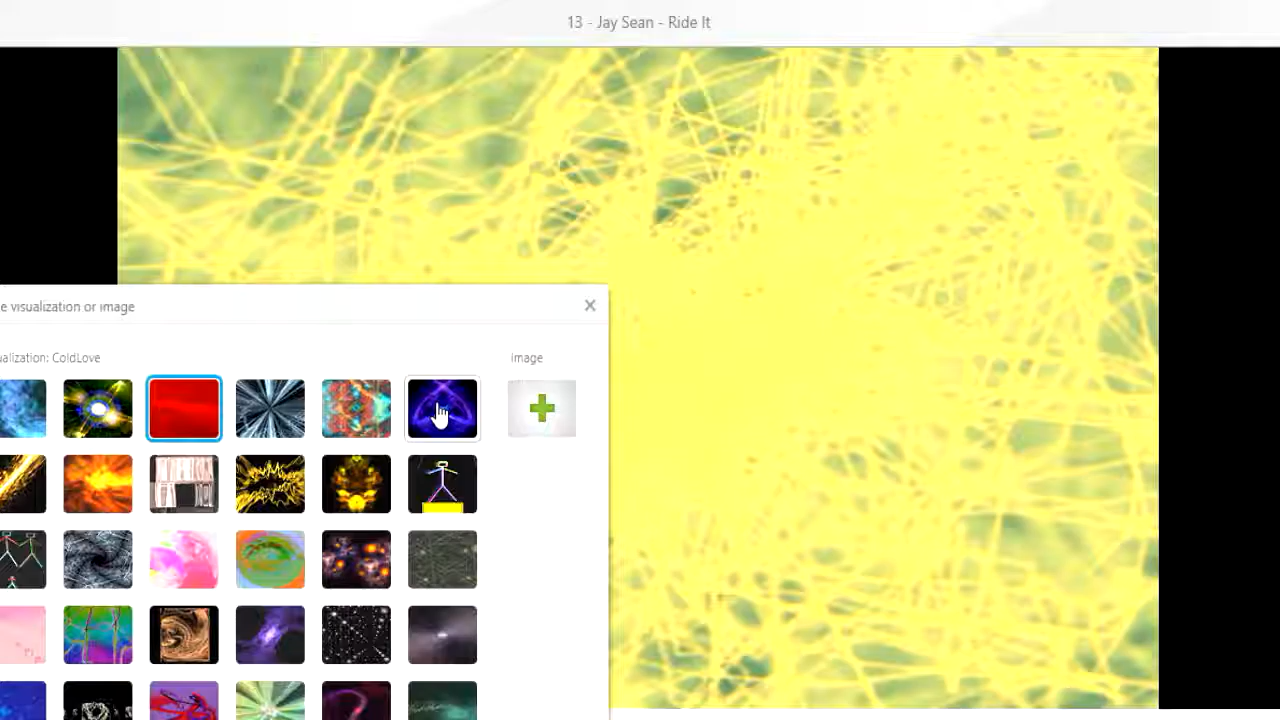 13 - Jay Sean - Ride It
e visualization or image
ualization: ColdLove
Image